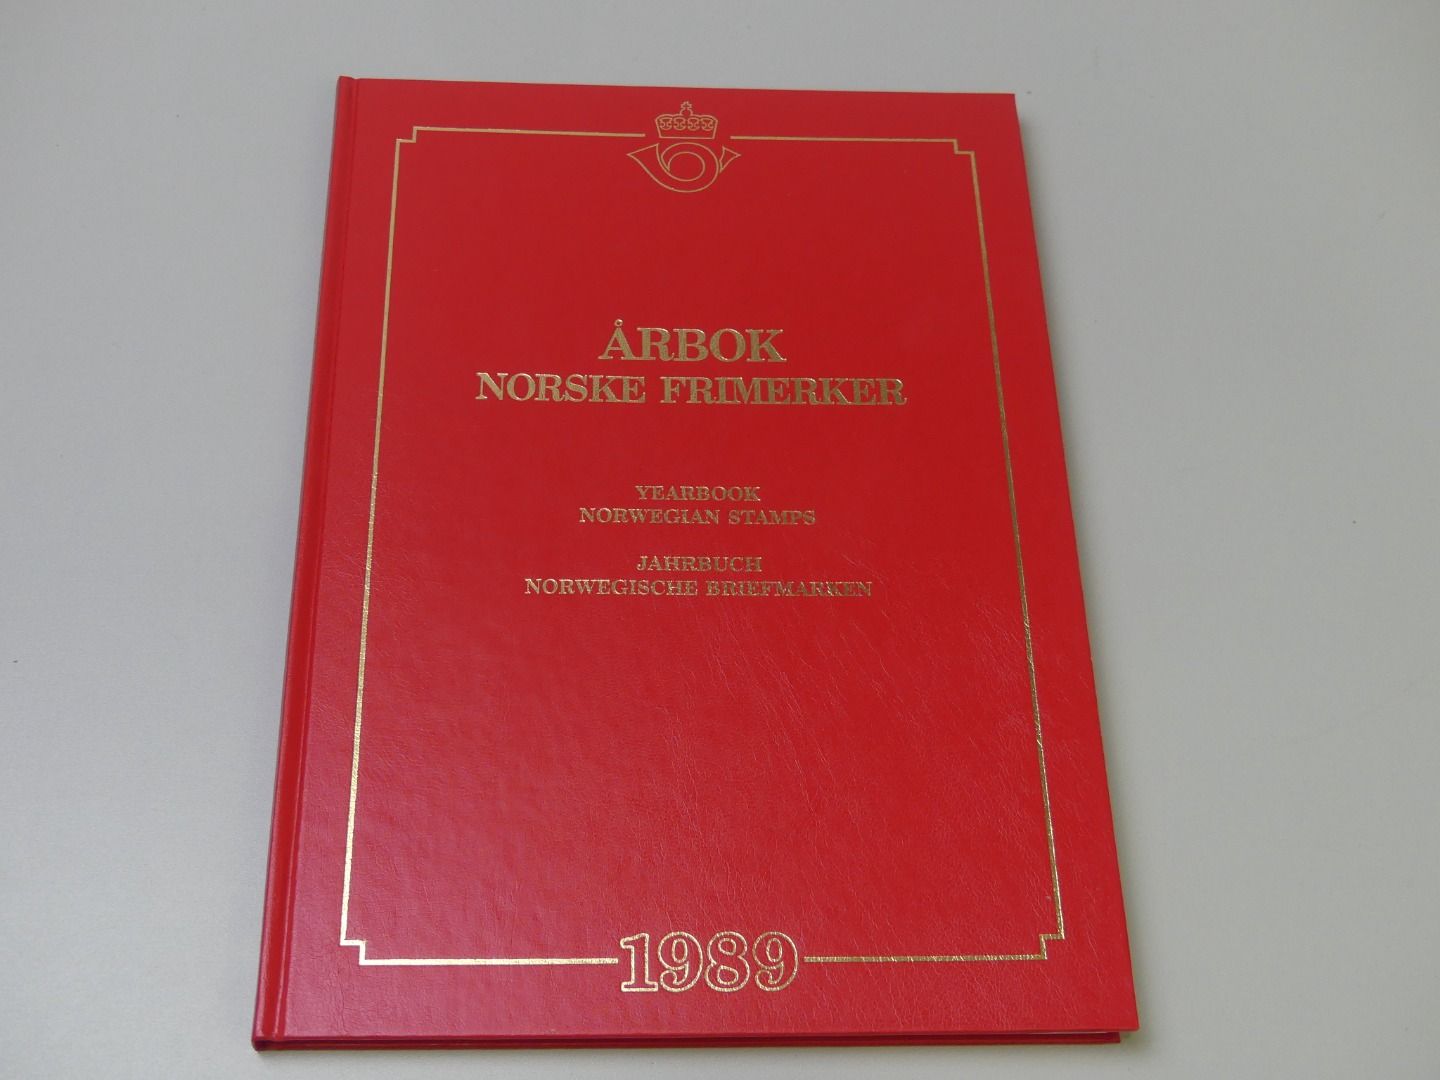 ÅRBOK
NORSKE FRIMERKER
YEARBOOK
NORWEGIAN STAMPS
JAHRBUCH
NORWEGISCHE BRIEFMARKEN
1989